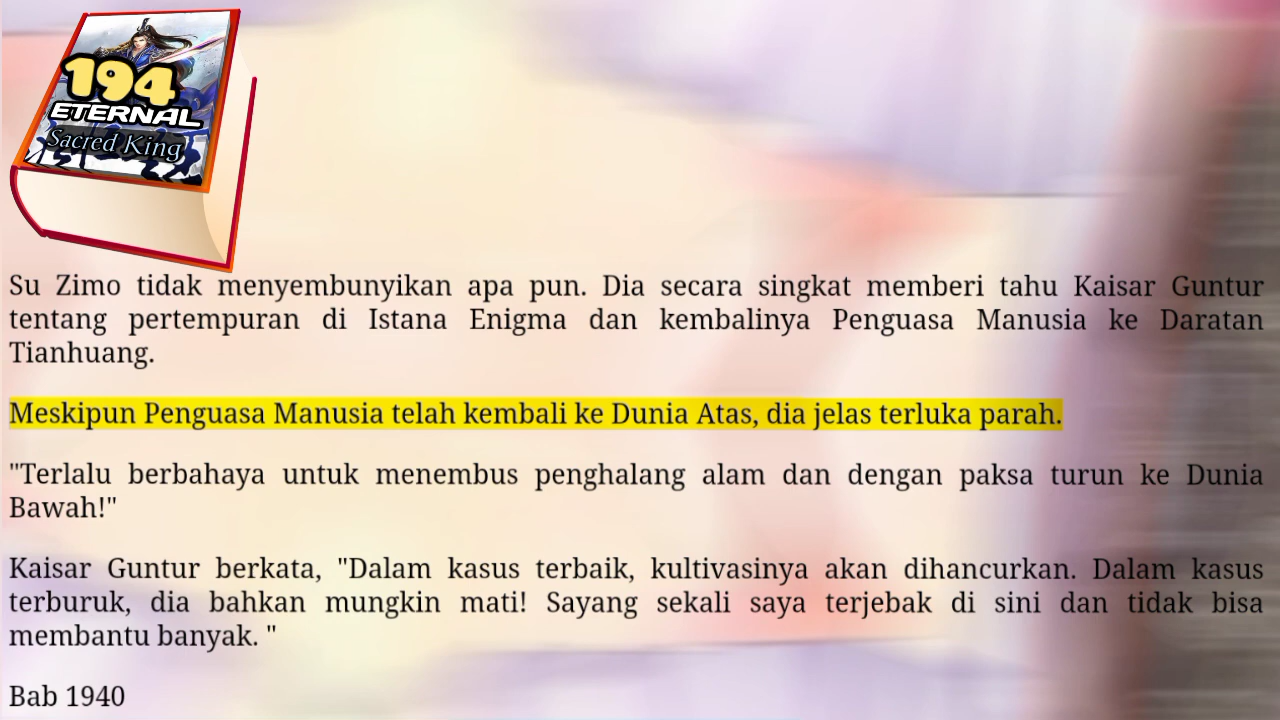 194
ETERNAL
Sacred King
Su Zimo tidak menyembunyikan apa pun. Dia secara singkat memberi tahu Kaisar Guntur
tentang pertempuran di Istana Enigma dan kembalinya Penguasa Manusia ke Daratan
Tianhuang.
Meskipun Penguasa Manusia telah kembali ke Dunia Atas, dia jelas terluka parah.
"Terlalu berbahaya untuk menembus penghalang alam dan dengan paksa turun ke Dunia
Bawah!"
Kaisar Guntur berkata, "Dalam kasus terbaik, kultivasinya akan dihancurkan. Dalam kasus
terburuk, dia bahkan mungkin mati! Sayang sekali saya terjebak di sini dan tidak bisa
membantu banyak. "
Bab 1940